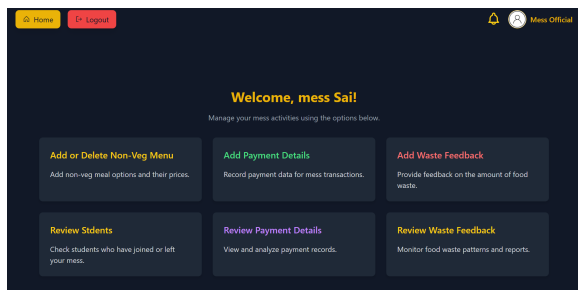 Home
Logout
Mess Official
Welcome, mess Sai!
Manage your mess activities using the options below.
Add or Delete Non-Veg Menu
Add non-veg meal options and their prices.
Add Payment Details
Record payment data for mess transactions.
Add Waste Feedback
Provide feedback on the amount of food
waste.
Review Stdents
Check students who have joined or left
your mess.
Review Payment Details
View and analyze payment records.
Review Waste Feedback
Monitor food waste patterns and reports.